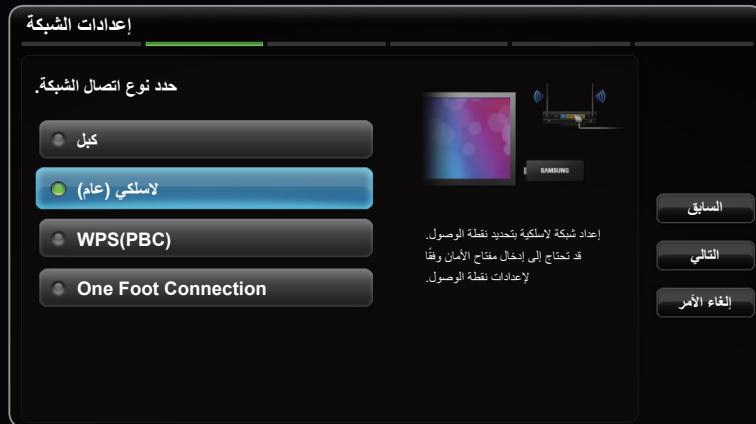 إعدادات الشبكة
حدد نوع اتصال الشبكة.
كبل
لاسلكي (عام)
WPS(PBC)
One Foot Connection
SAMSUNG
إعداد شبكة لاسلكية بتحديد نقطة الوصول.
قد تحتاج إلى إدخال مفتاح الأمان وفقًا
لإعدادات نقطة الوصول.
السابق
التالي
إلغاء الأمر